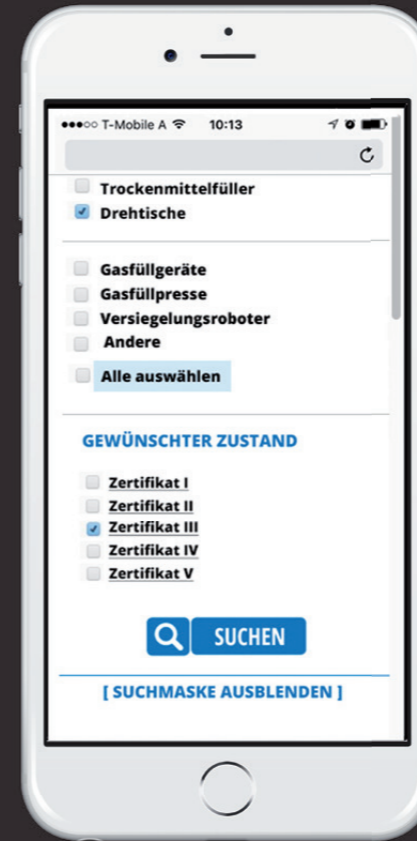 ●●●○○ T-Mobile A 10:13
Trockenmittelfüller
Drehtische
Gasfüllgeräte
Gasfüllpresse
Versiegelungsroboter
Andere
Alle auswählen
GEWÜNSCHTER ZUSTAND
Zertifikat I
Zertifikat II
Zertifikat III
Zertifikat IV
Zertifikat V
SUCHEN
[ SUCHMASKE AUSBLENDEN ]